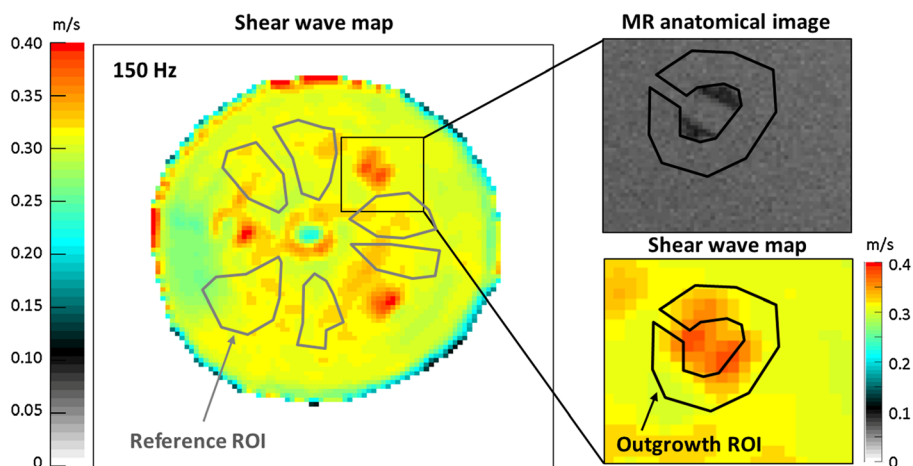 m/s
Shear wave map
MR anatomical image
0.40
0.35
0.30
0.25
0.20
0.15
0.10
0.05
0
150 Hz
Reference ROI
Shear wave map
m/s
0.4
0.3
0.2
0.1
0
Outgrowth ROI